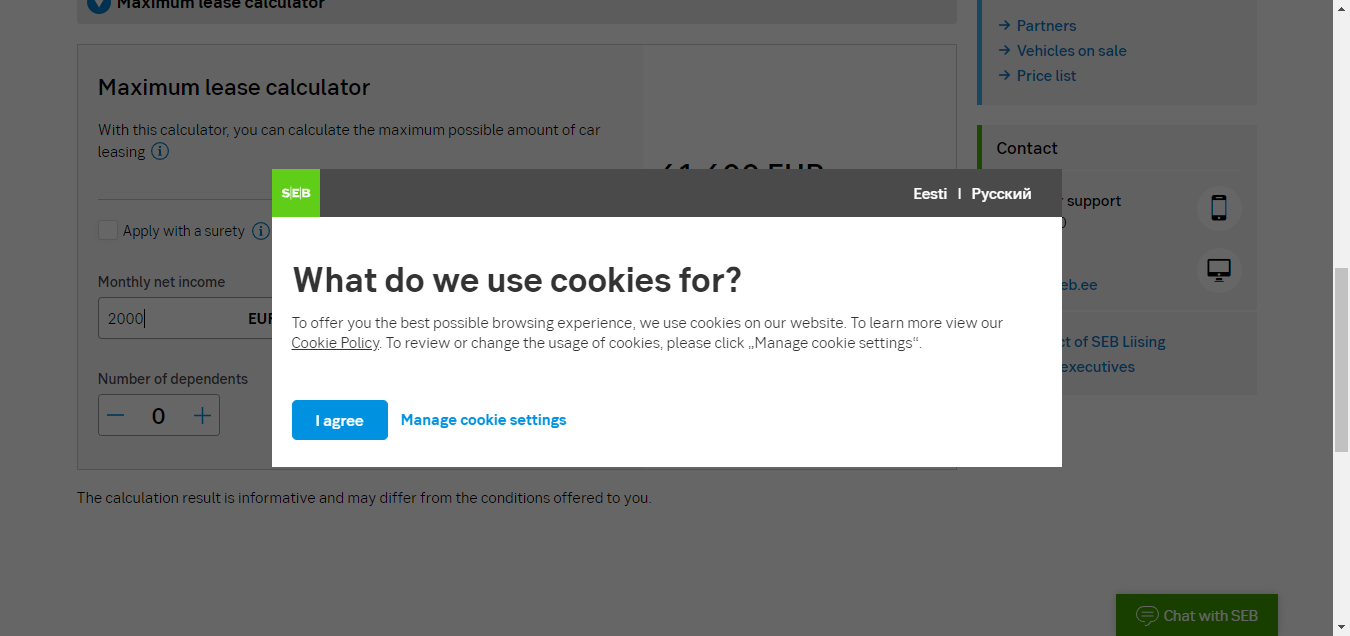 Maximum lease calculator
Maximum lease calculator
With this calculator, you can calculate the maximum possible amount of car
leasing
Apply with a surety
Monthly net income
2000 EUR
Number of dependents
0
The calculation result is informative and may differ from the conditions offered to you.
SEB
Eesti | Русский
What do we use cookies for?
To offer you the best possible browsing experience, we use cookies on our website. To learn more view our
Cookie Policy. To review or change the usage of cookies, please click „Manage cookie settings“.
I agree
Manage cookie settings
Partners
Vehicles on sale
Price list
Contact
support
eb.ee
ct of SEB Liising
executives
Chat with SEB